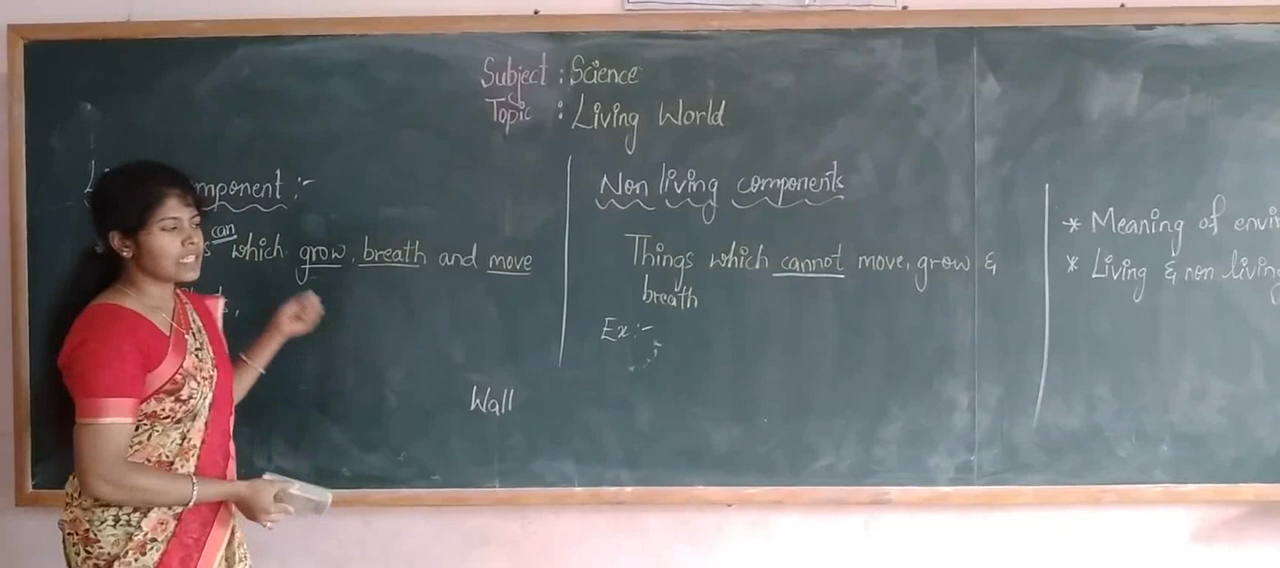 Subject : Science
Topic : Living World
mponent :-
can
which grow, breath and move
Non living components
Things which cannot move, grow &
breath
Ex :-
Wall
* Meaning of envi
* Living & non living